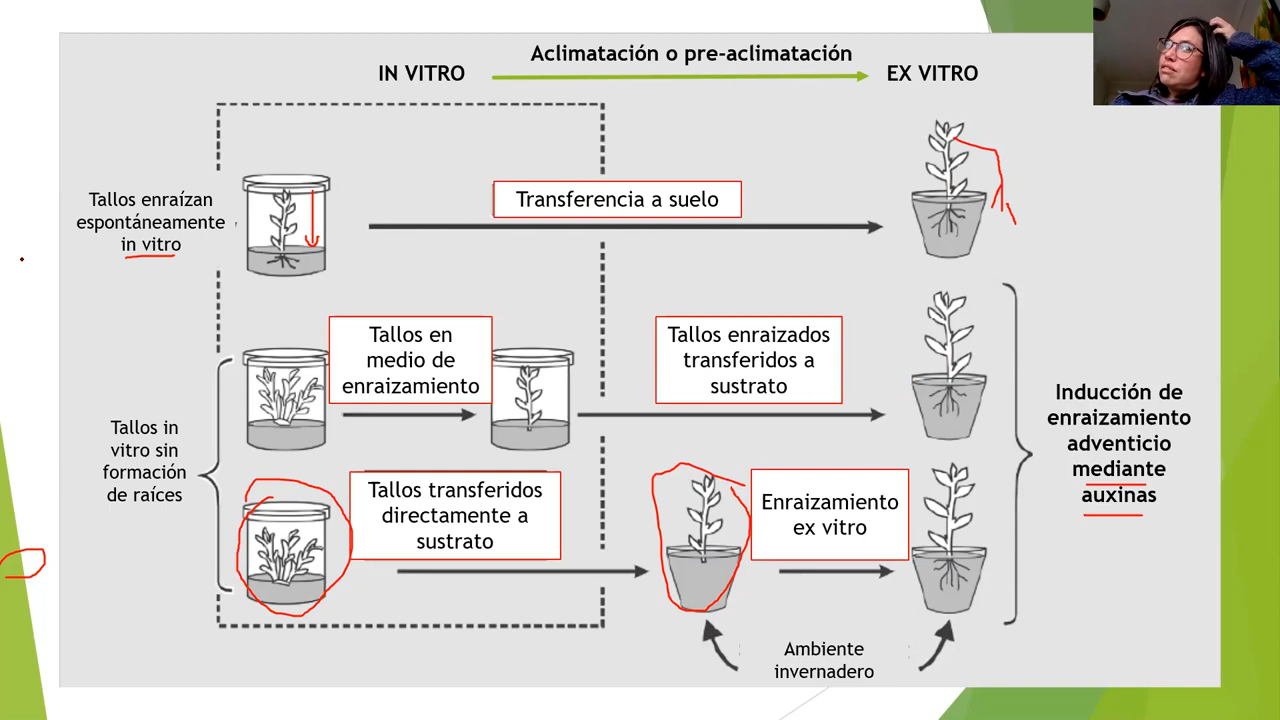 Aclimatación o pre-aclimatación
IN VITRO
EX VITRO
Tallos enraízan
espontáneamente
in vitro
Transferencia a suelo
Tallos en
medio de
enraizamiento
Tallos enraizados
transferidos a
sustrato
Tallos in
vitro sin
formación
de raíces
Tallos transferidos
directamente a
sustrato
Enraizamiento
ex vitro
Inducción de
enraizamiento
adventicio
mediante
auxinas
Ambiente
invernadero